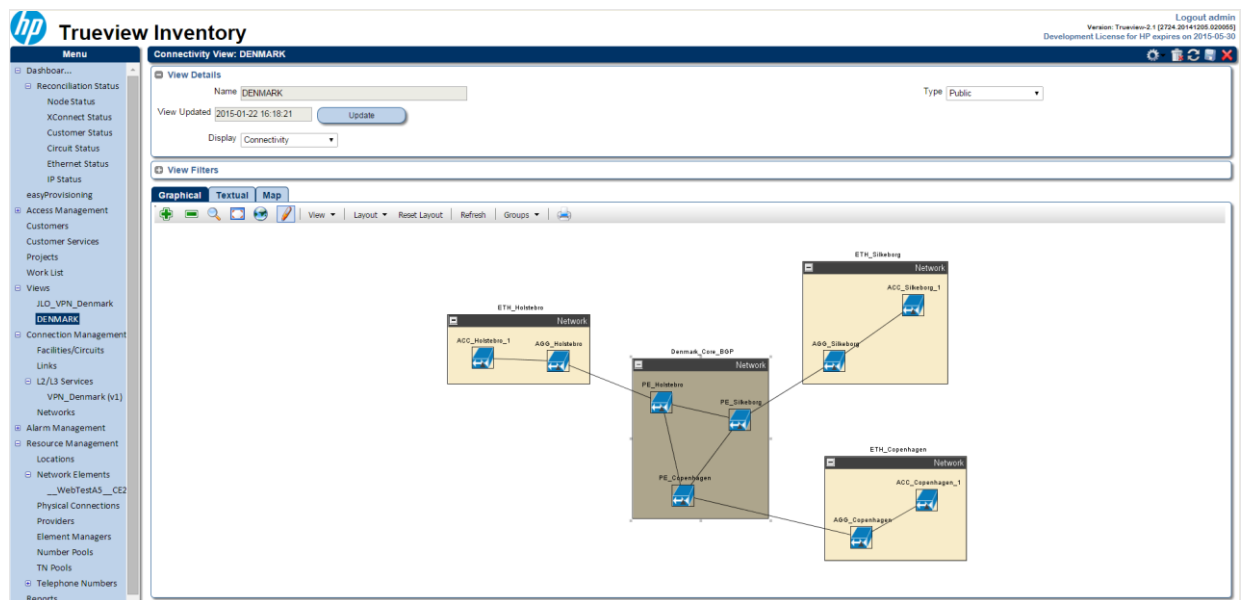 hp Trueview Inventory
Logout admin
Version: Trueview-2.1 [2724.20141205.020055]
Development License for HP expires on 2015-05-30
Menu
Dashboar...
Reconciliation Status
Node Status
XConnect Status
Customer Status
Circuit Status
Ethernet Status
IP Status
easyProvisioning
Access Management
Customers
Customer Services
Projects
Work List
Views
JLO_VPN_Denmark
DENMARK
Connection Management
Facilities/Circuits
Links
L2/L3 Services
VPN_Denmark (v1)
Networks
Alarm Management
Resource Management
Locations
Network Elements
__WebTestA5__CE2
Physical Connections
Providers
Element Managers
Number Pools
TN Pools
Telephone Numbers
Reports
Connectivity View: DENMARK
View Details
Name DENMARK
Type Public
View Updated 2015-01-22 16:18:21 Update
Display Connectivity
View Filters
Graphical Textual Map
View Layout Reset Layout Refresh Groups
ETH_Silkeborg
Network
ACC_Silkeborg_1
AGG_Silkeborg
ETH_Holstebro
Network
ACC_Holstebro_1 AGG_Holstebro
Denmark_Core_BGP
Network
PE_Holstebro
PE_Silkeborg
PE_Copenhagen
ETH_Copenhagen
Network
ACC_Copenhagen_1
AGG_Copenhagen